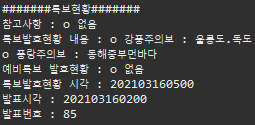 #######특보현황#######
참고사항 : o 없음
특보발효현황 내용 : o 강풍주의보 : 울릉도.독도
o 풍랑주의보 : 동해중부먼바다
예비특보 발효현황 : o 없음
특보발효현황 시각 : 202103160500
발표시각 : 202103160200
발표번호 : 85